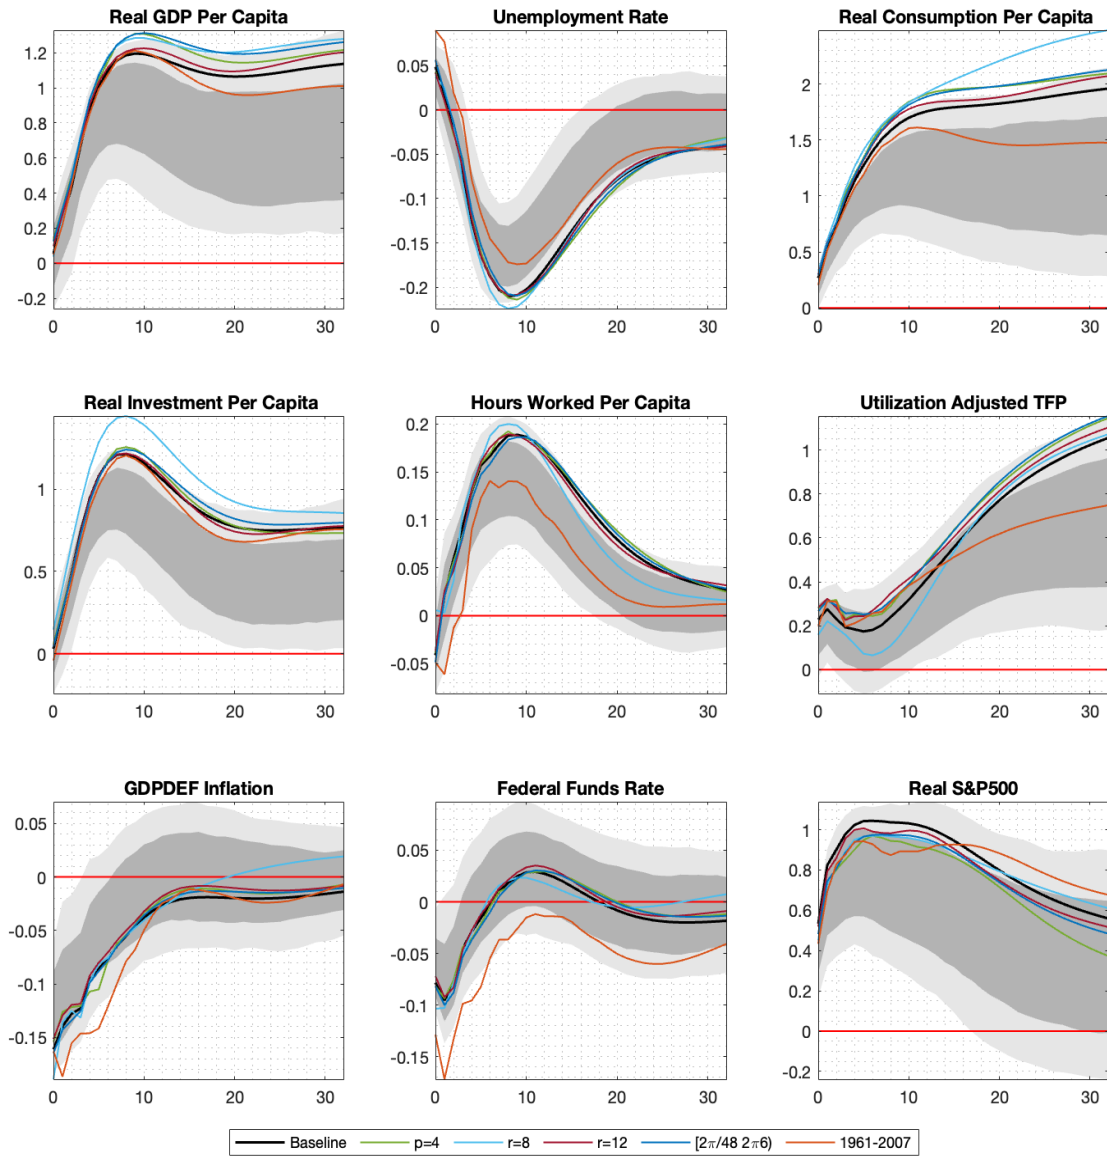 Real GDP Per Capita
1.2
1
0.8
0.6
0.4
0.2
0
-0.2
0 10 20 30
Unemployment Rate
0.05
0
-0.05
-0.1
-0.15
-0.2
0 10 20 30
Real Consumption Per Capita
2
1.5
1
0.5
0
0 10 20 30
Real Investment Per Capita
1
0.5
0
0 10 20 30
Hours Worked Per Capita
0.2
0.15
0.1
0.05
0
-0.05
0 10 20 30
Utilization Adjusted TFP
1
0.8
0.6
0.4
0.2
0
0 10 20 30
GDPDEF Inflation
0.05
0
-0.05
-0.1
-0.15
0 10 20 30
Federal Funds Rate
0.05
0
-0.05
-0.1
-0.15
0 10 20 30
Real S&P500
1
0.8
0.6
0.4
0.2
0
-0.2
0 10 20 30
Baseline p=4 r=8 r=12 [2π/48 2π6) 1961-2007